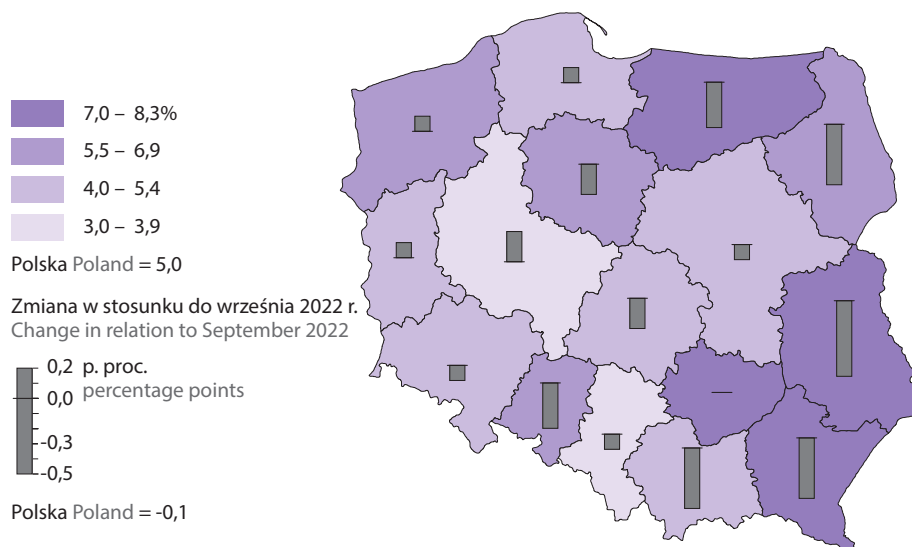 7,0 – 8,3%
5,5 – 6,9
4,0 – 5,4
3,0 – 3,9
Polska Poland = 5,0
Zmiana w stosunku do września 2022 r.
Change in relation to September 2022
0,2 p. proc.
percentage points
0,0
-0,3
-0,5
Polska Poland = -0,1